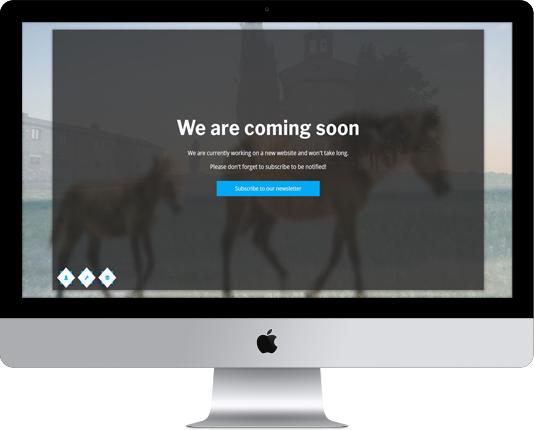 We are coming soon
We are currently working on a new website and won't take long.
Please don't forget to subscribe to be notified!
Subscribe to our newsletter